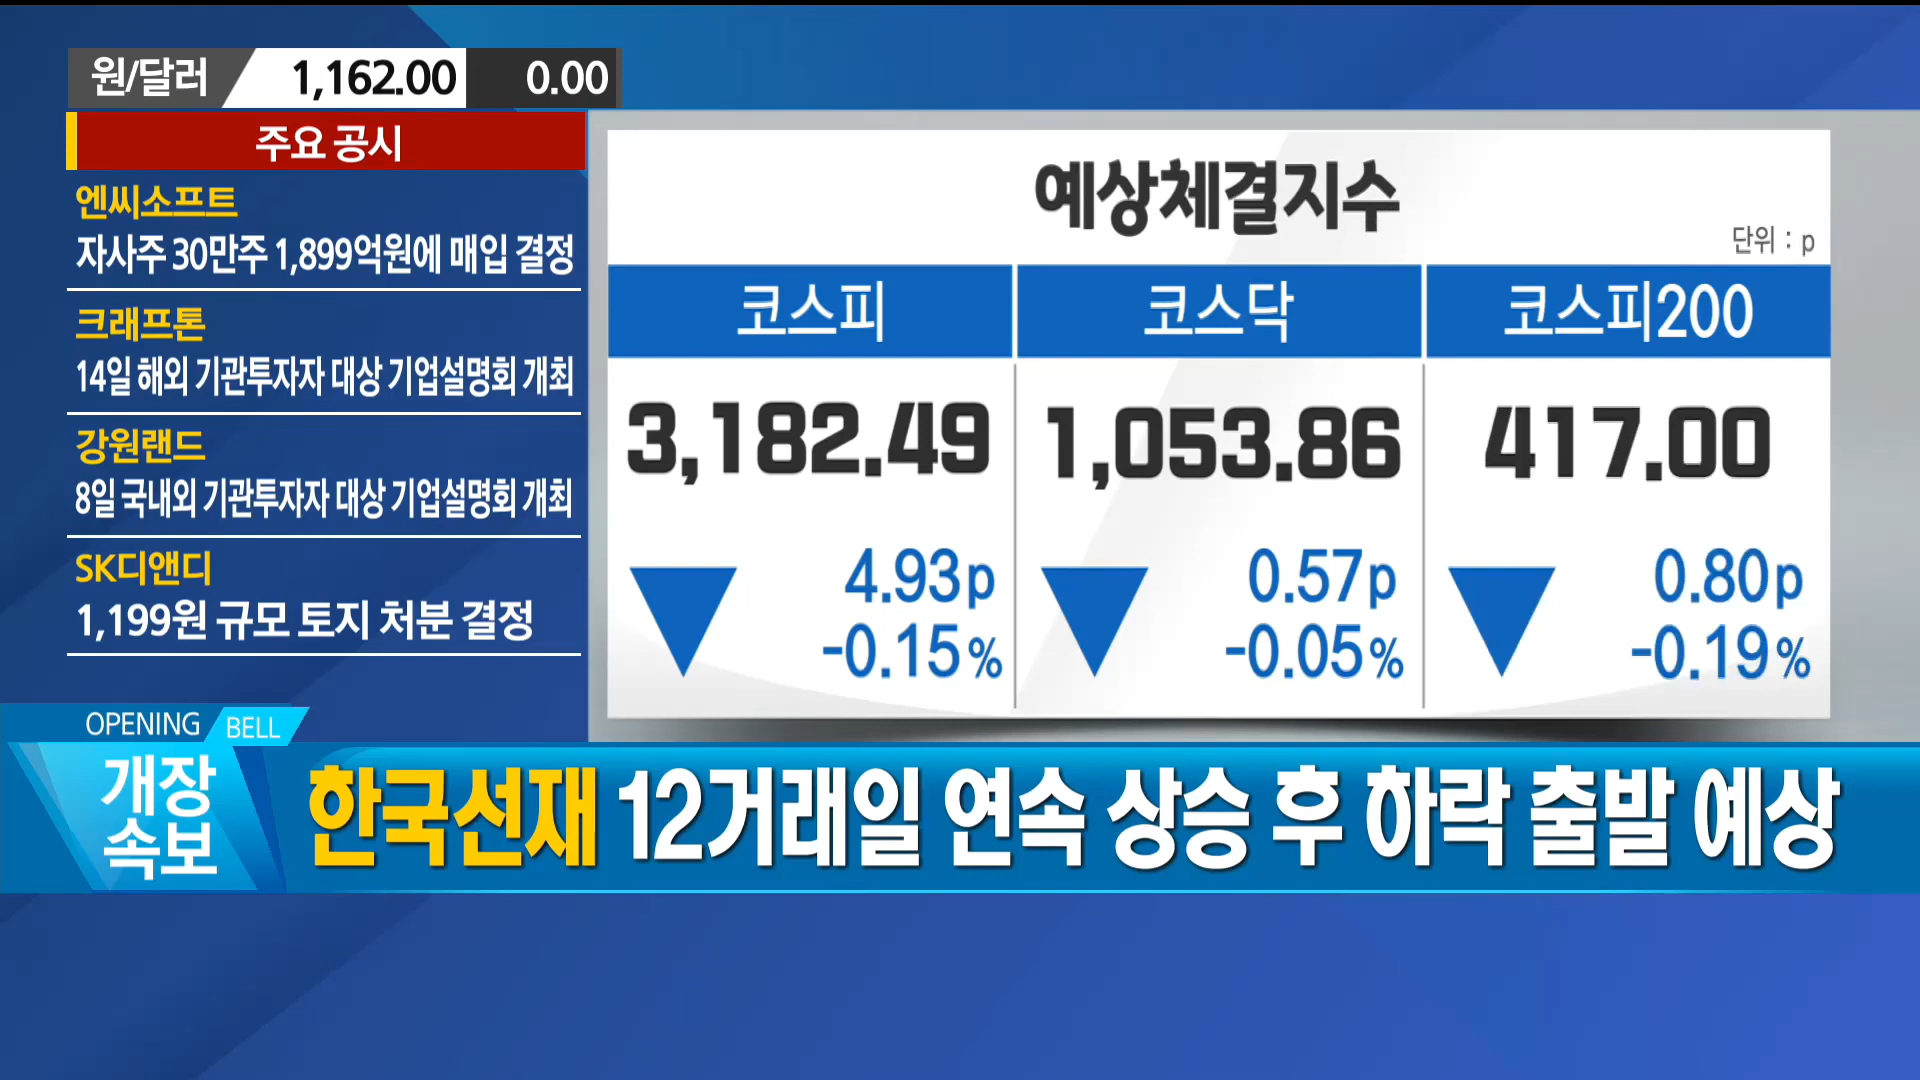 원/달러 1,162.00 0.00
주요 공시
엔씨소프트
자사주 30만주 1,899억원에 매입 결정
크래프톤
14일 해외 기관투자자 대상 기업설명회 개최
강원랜드
8일 국내외 기관투자자 대상 기업설명회 개최
SK디앤디
1,199원 규모 토지 처분 결정
예상체결지수
단위 : p
코스피 코스닥 코스피200
3,182.49 1,053.86 417.00
▼ 4.93p ▼ 0.57p ▼ 0.80p
-0.15% -0.05% -0.19%
OPENING BELL
개장
속보
한국선재 12거래일 연속 상승 후 하락 출발 예상